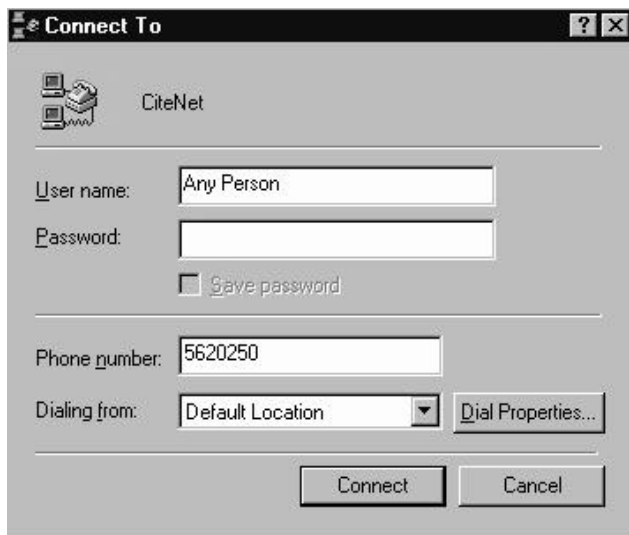 Connect To
CiteNet
User name: Any Person
Password:
Save password
Phone number: 5620250
Dialing from: Default Location Dial Properties...
Connect Cancel